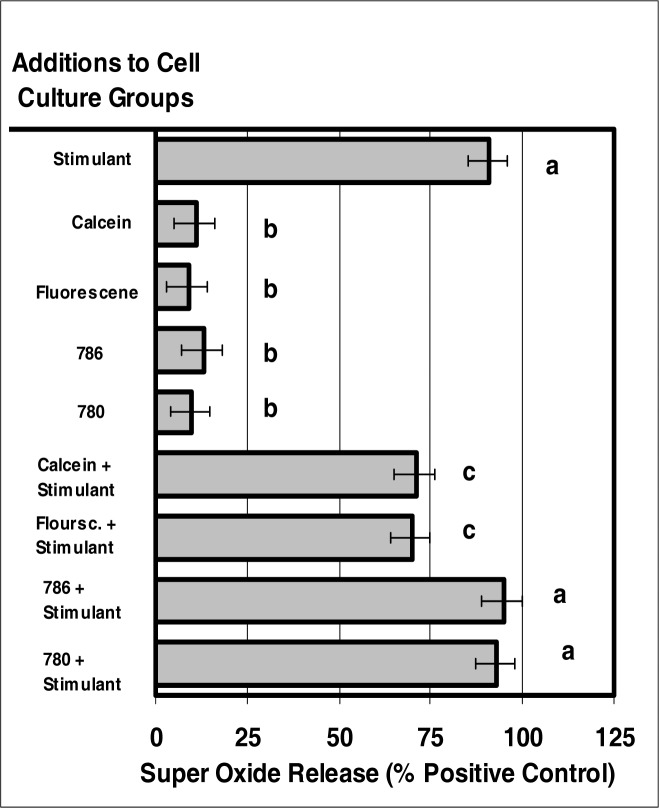 Additions to Cell
Culture Groups
Stimulant
a
Calcein
b
Fluorescene
b
786
b
780
b
Calcein +
Stimulant
c
Floursc. +
Stimulant
c
786 +
Stimulant
a
780 +
Stimulant
a
0 25 50 75 100 125
Super Oxide Release (% Positive Control)